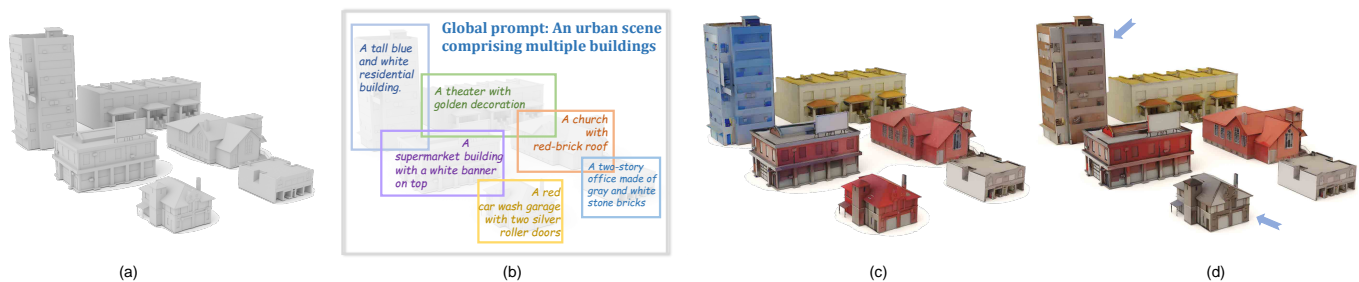 Global prompt: An urban scene
comprising multiple buildings
A tall blue
and white
residential
building.
A theater with
golden decoration
A church
with
red-brick roof
A
supermarket building
with a white banner
on top
A two-story
office made of
gray and white
stone bricks
A red
car wash garage
with two silver
roller doors
(a)
(b)
(c)
(d)